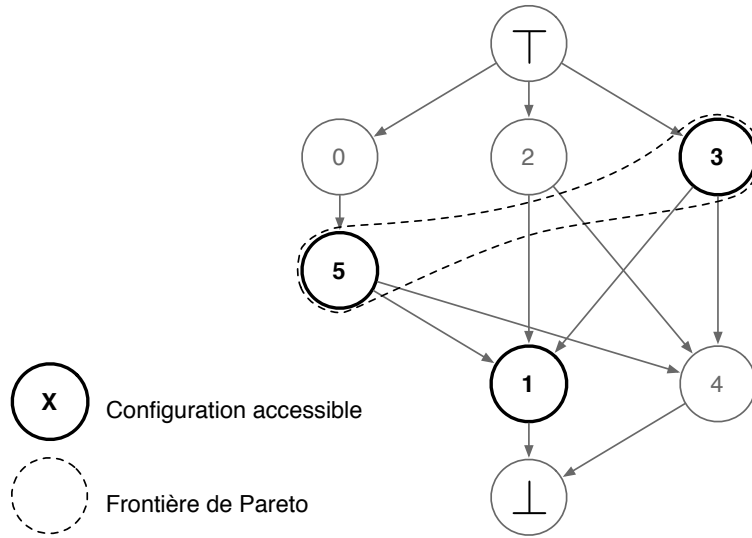 ⊤
0 2 3
5
1 4
X Configuration accessible
⊥
Frontière de Pareto